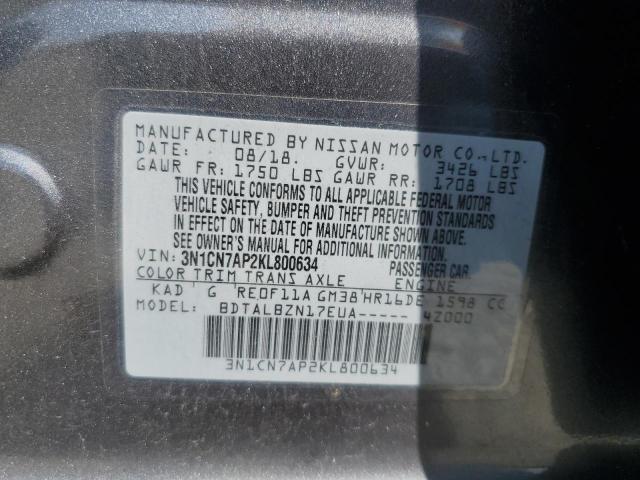 MANUFACTURED BY NISSAN MOTOR CO.,LTD.
DATE: 08/18. GVWR: 3426 LBS
GAWR FR: 1750 LBS GAWR RR: 1708 LBS
THIS VEHICLE CONFORMS TO ALL APPLICABLE FEDERAL MOTOR
VEHICLE SAFETY, BUMPER AND THEFT PREVENTION STANDARDS
IN EFFECT ON THE DATE OF MANUFACTURE SHOWN ABOVE.
SEE OWNER'S MANUAL FOR ADDITIONAL INFORMATION.
VIN: 3N1CN7AP2KL800634 PASSENGER CAR
COLOR TRIM TRANS AXLE ENGINE
KAD G RE0F11A GM38 HR16DE 1598 CC
MODEL: BDTALBZN17EUA----- 4Z000
3N1CN7AP2KL800634